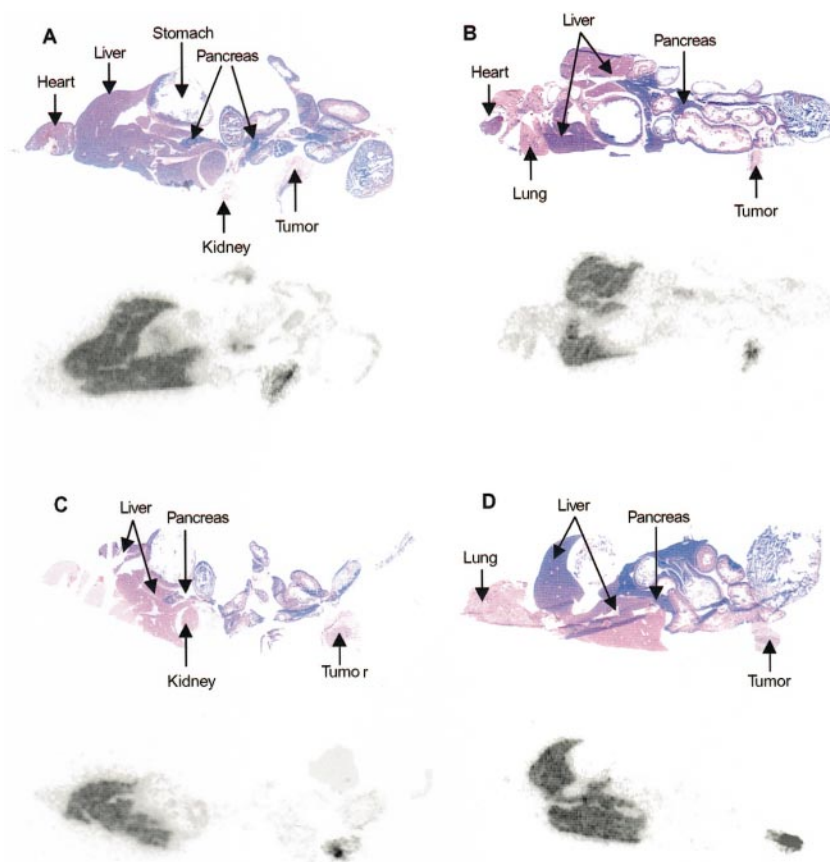 A
Stomach
Liver
Pancreas
Heart
Kidney
Tumor
B
Liver
Pancreas
Heart
Lung
Tumor
C
Liver
Pancreas
Kidney
Tumo r
D
Liver
Pancreas
Lung
Tumor